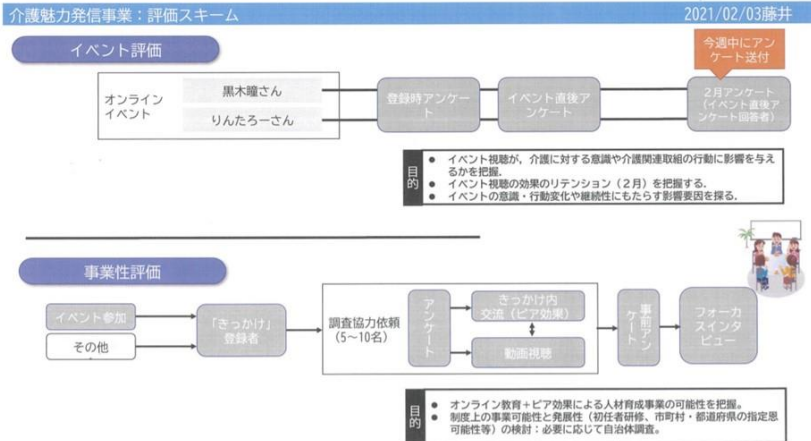 介護魅力発信事業：評価スキーム
2021/02/03藤井
イベント評価
今週中にアン
ケート送付
オンライン
イベント
黒木瞳さん
りんたろーさん
登録時アンケー
ト
イベント直後ア
ンケート
2月アンケート
（イベント直後ア
ンケート回答者）
目的
● イベント視聴が，介護に対する意識や介護関連取組の行動に影響を与え
るかを把握．
● イベント視聴の効果のリテンション（2月）を把握する．
● イベントの意識・行動変化や継続性にもたらす影響要因を探る．
事業性評価
イベント参加
その他
「きっかけ」
登録者
調査協力依頼
（5～10名）
アンケート
きっかけ内
交流（ピア効果）
動画視聴
事前アン
ケート
フォーカ
スインタ
ビュー
目的
● オンライン教育＋ピア効果による人材育成事業の可能性を把握。
● 制度上の事業可能性と発展性（初任者研修、市町村・都道府県の指定思
可能性等）の検討：必要に応じて自治体調査。